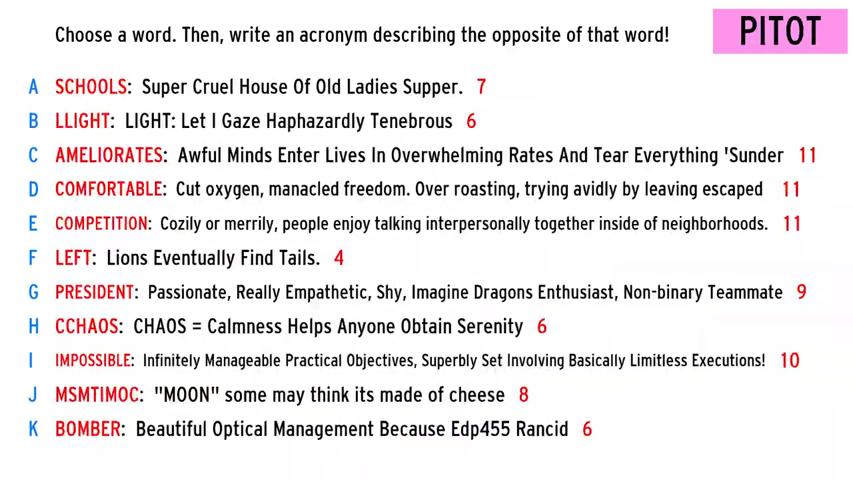 Choose a word. Then, write an acronym describing the opposite of that word!
PITOT
A SCHOOLS: Super Cruel House Of Old Ladies Supper. 7
B LLIGHT: LIGHT: Let I Gaze Haphazardly Tenebrous 6
C AMELIORATES: Awful Minds Enter Lives In Overwhelming Rates And Tear Everything 'Sunder 11
D COMFORTABLE: Cut oxygen, manacled freedom. Over roasting, trying avidly by leaving escaped 11
E COMPETITION: Cozily or merrily, people enjoy talking interpersonally together inside of neighborhoods. 11
F LEFT: Lions Eventually Find Tails. 4
G PRESIDENT: Passionate, Really Empathetic, Shy, Imagine Dragons Enthusiast, Non-binary Teammate 9
H CCHAOS: CHAOS = Calmness Helps Anyone Obtain Serenity 6
I IMPOSSIBLE: Infinitely Manageable Practical Objectives, Superbly Set Involving Basically Limitless Executions! 10
J MSMTIMOC: "MOON" some may think its made of cheese 8
K BOMBER: Beautiful Optical Management Because Edp455 Rancid 6